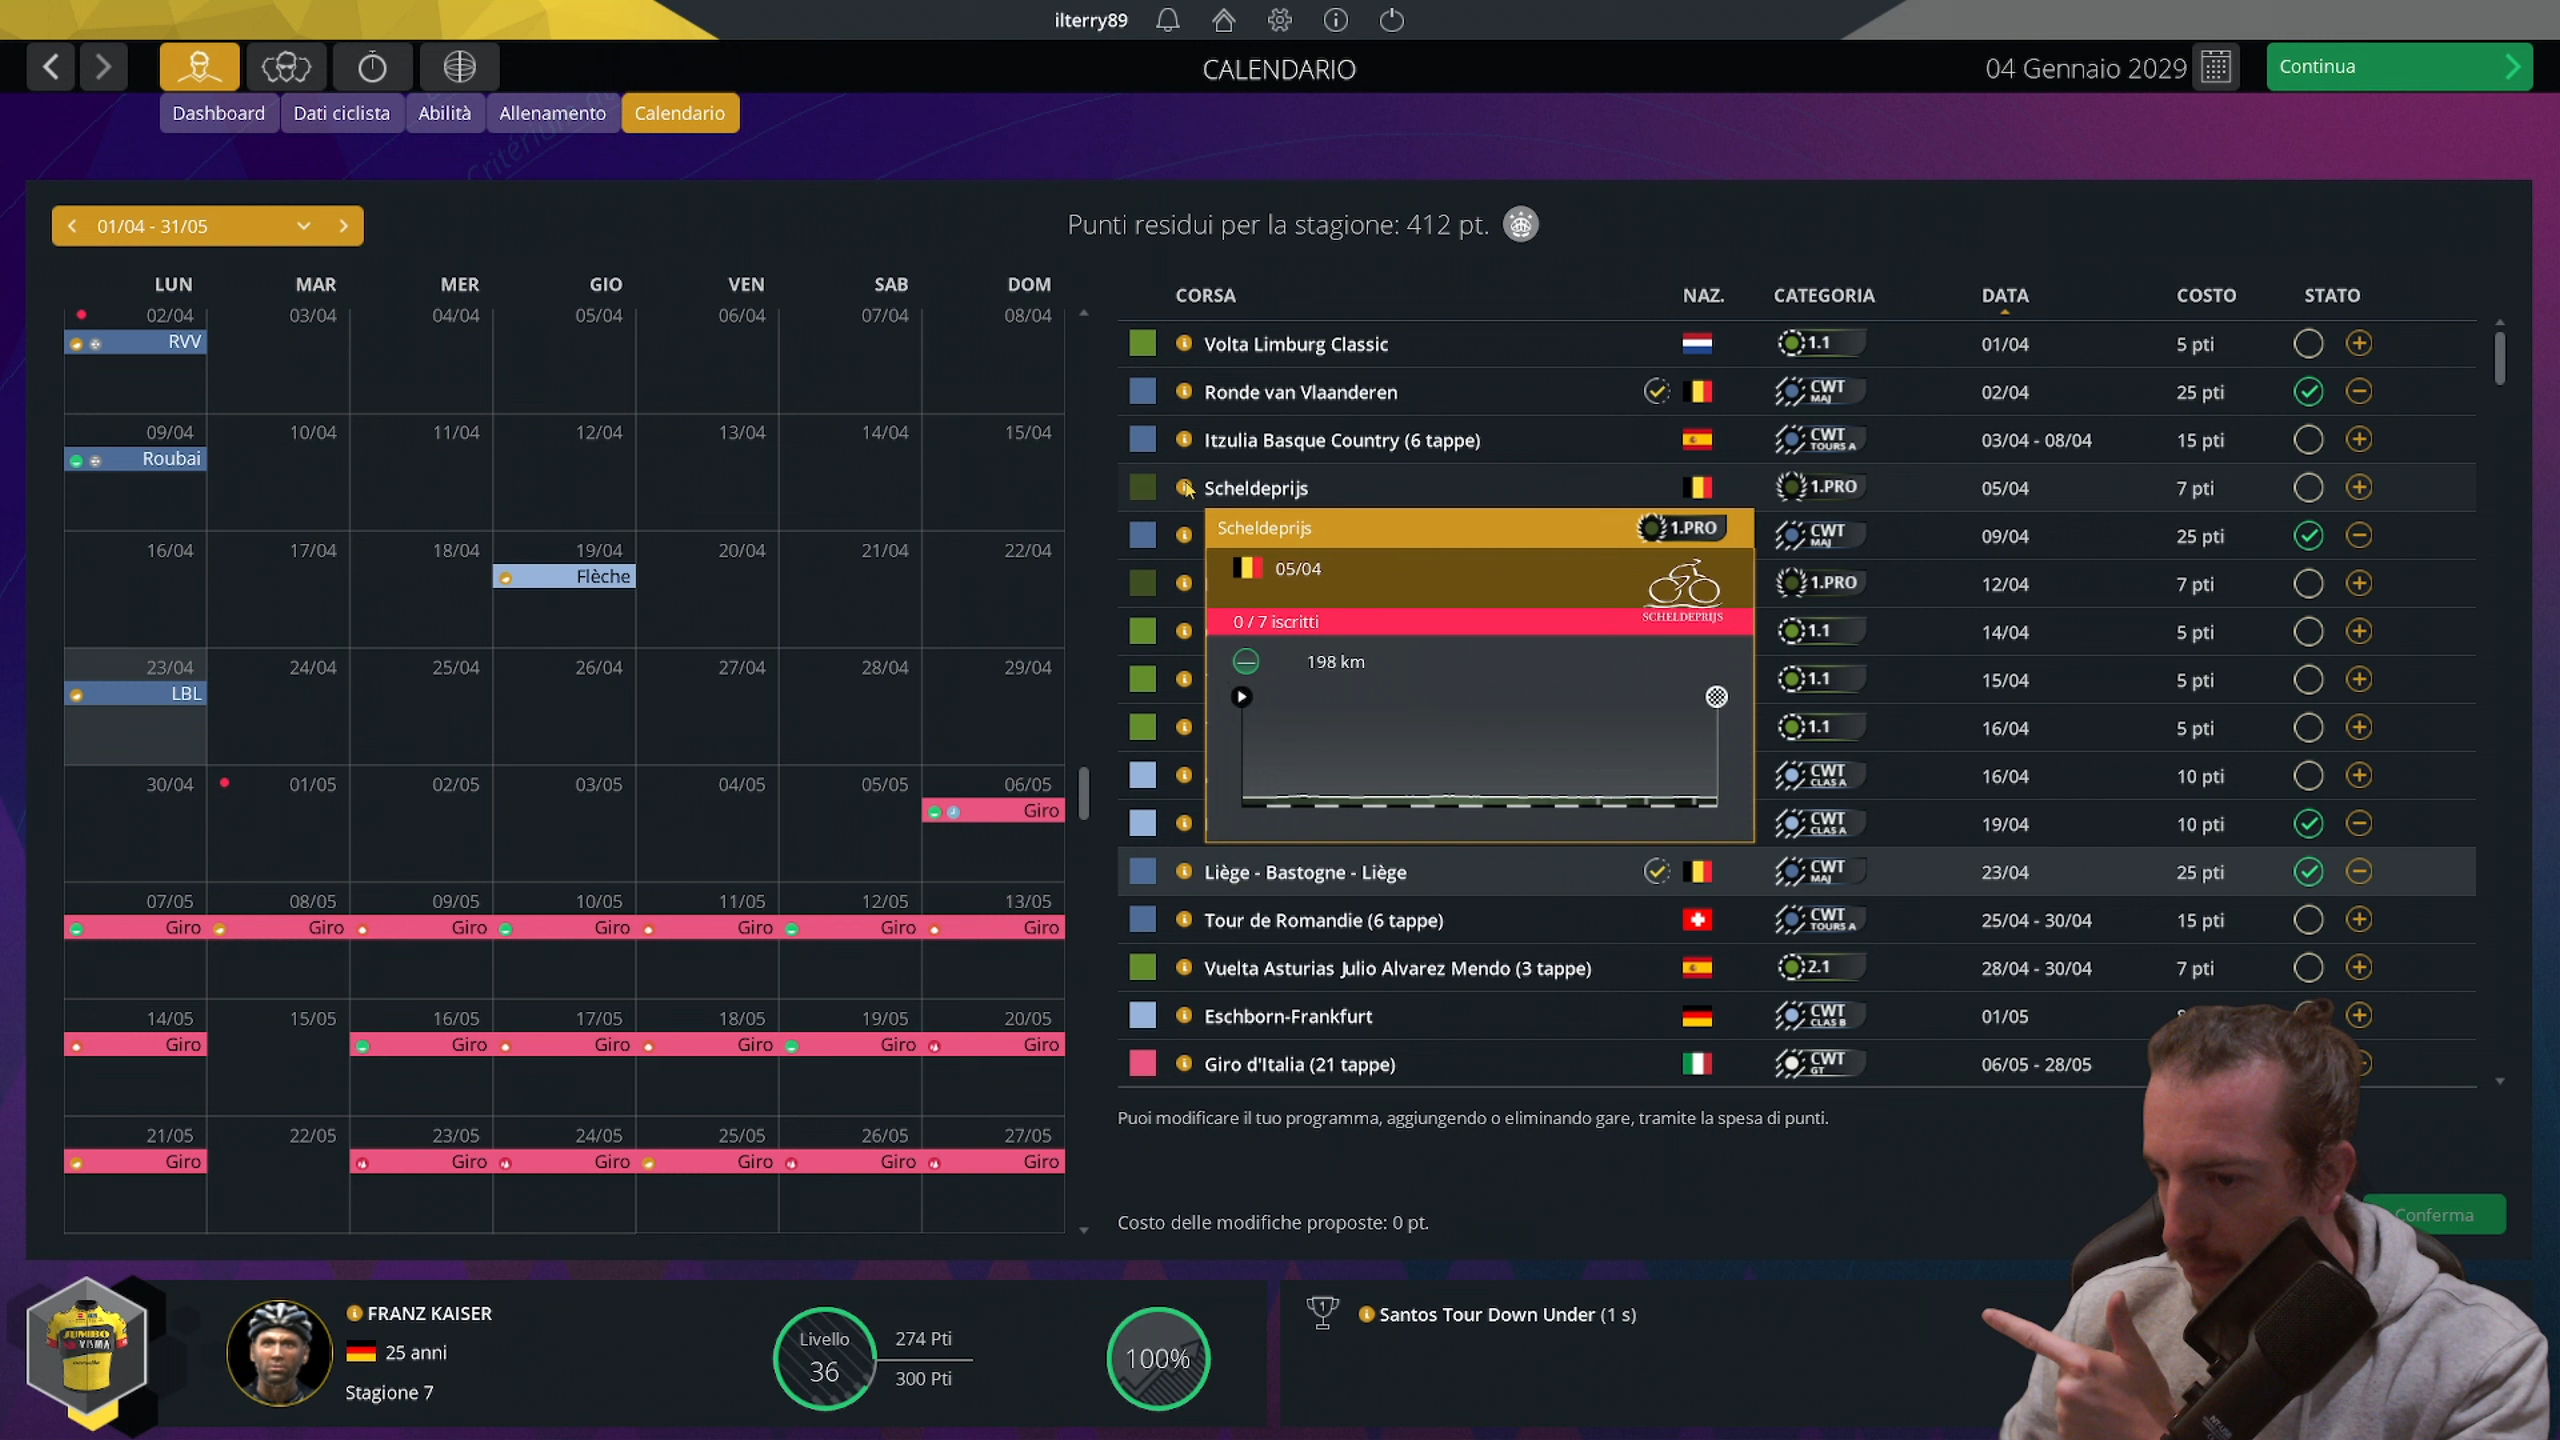 ilterry89
CALENDARIO
04 Gennaio 2029
Continua
Dashboard
Dati ciclista
Abilità
Allenamento
Calendario
01/04 - 31/05
Punti residui per la stagione: 412 pt.
LUN MAR MER GIO VEN SAB DOM
02/04 03/04 04/04 05/04 06/04 07/04 08/04
RVV
09/04 10/04 11/04 12/04 13/04 14/04 15/04
Roubai
16/04 17/04 18/04 19/04 20/04 21/04 22/04
Flèche
23/04 24/04 25/04 26/04 27/04 28/04 29/04
LBL
30/04 01/05 02/05 03/05 04/05 05/05 06/05
Giro
07/05 08/05 09/05 10/05 11/05 12/05 13/05
Giro Giro Giro Giro Giro Giro Giro
14/05 15/05 16/05 17/05 18/05 19/05 20/05
Giro Giro Giro Giro Giro Giro
21/05 22/05 23/05 24/05 25/05 26/05 27/05
Giro Giro Giro Giro Giro Giro
CORSA NAZ. CATEGORIA DATA COSTO STATO
Volta Limburg Classic 1.1 01/04 5 pti
Ronde van Vlaanderen CWT MAJ 02/04 25 pti
Itzulia Basque Country (6 tappe) CWT TOURS A 03/04 - 08/04 15 pti
Scheldeprijs 1.PRO 05/04 7 pti
CWT MAJ 09/04 25 pti
1.PRO 12/04 7 pti
1.1 14/04 5 pti
1.1 15/04 5 pti
1.1 16/04 5 pti
CWT CLAS A 16/04 10 pti
CWT CLAS A 19/04 10 pti
Liège - Bastogne - Liège CWT MAJ 23/04 25 pti
Tour de Romandie (6 tappe) CWT TOURS A 25/04 - 30/04 15 pti
Vuelta Asturias Julio Alvarez Mendo (3 tappe) 2.1 28/04 - 30/04 7 pti
Eschborn-Frankfurt CWT CLAS B 01/05
Giro d'Italia (21 tappe) CWT GT 06/05 - 28/05
Scheldeprijs 1.PRO
05/04
SCHELDEPRIJS
0 / 7 iscritti
198 km
Puoi modificare il tuo programma, aggiungendo o eliminando gare, tramite la spesa di punti.
Costo delle modifiche proposte: 0 pt.
Conferma
JUMBO
VISMA
FRANZ KAISER
25 anni
Stagione 7
Livello
36
274 Pti
300 Pti
100%
1
Santos Tour Down Under (1 s)